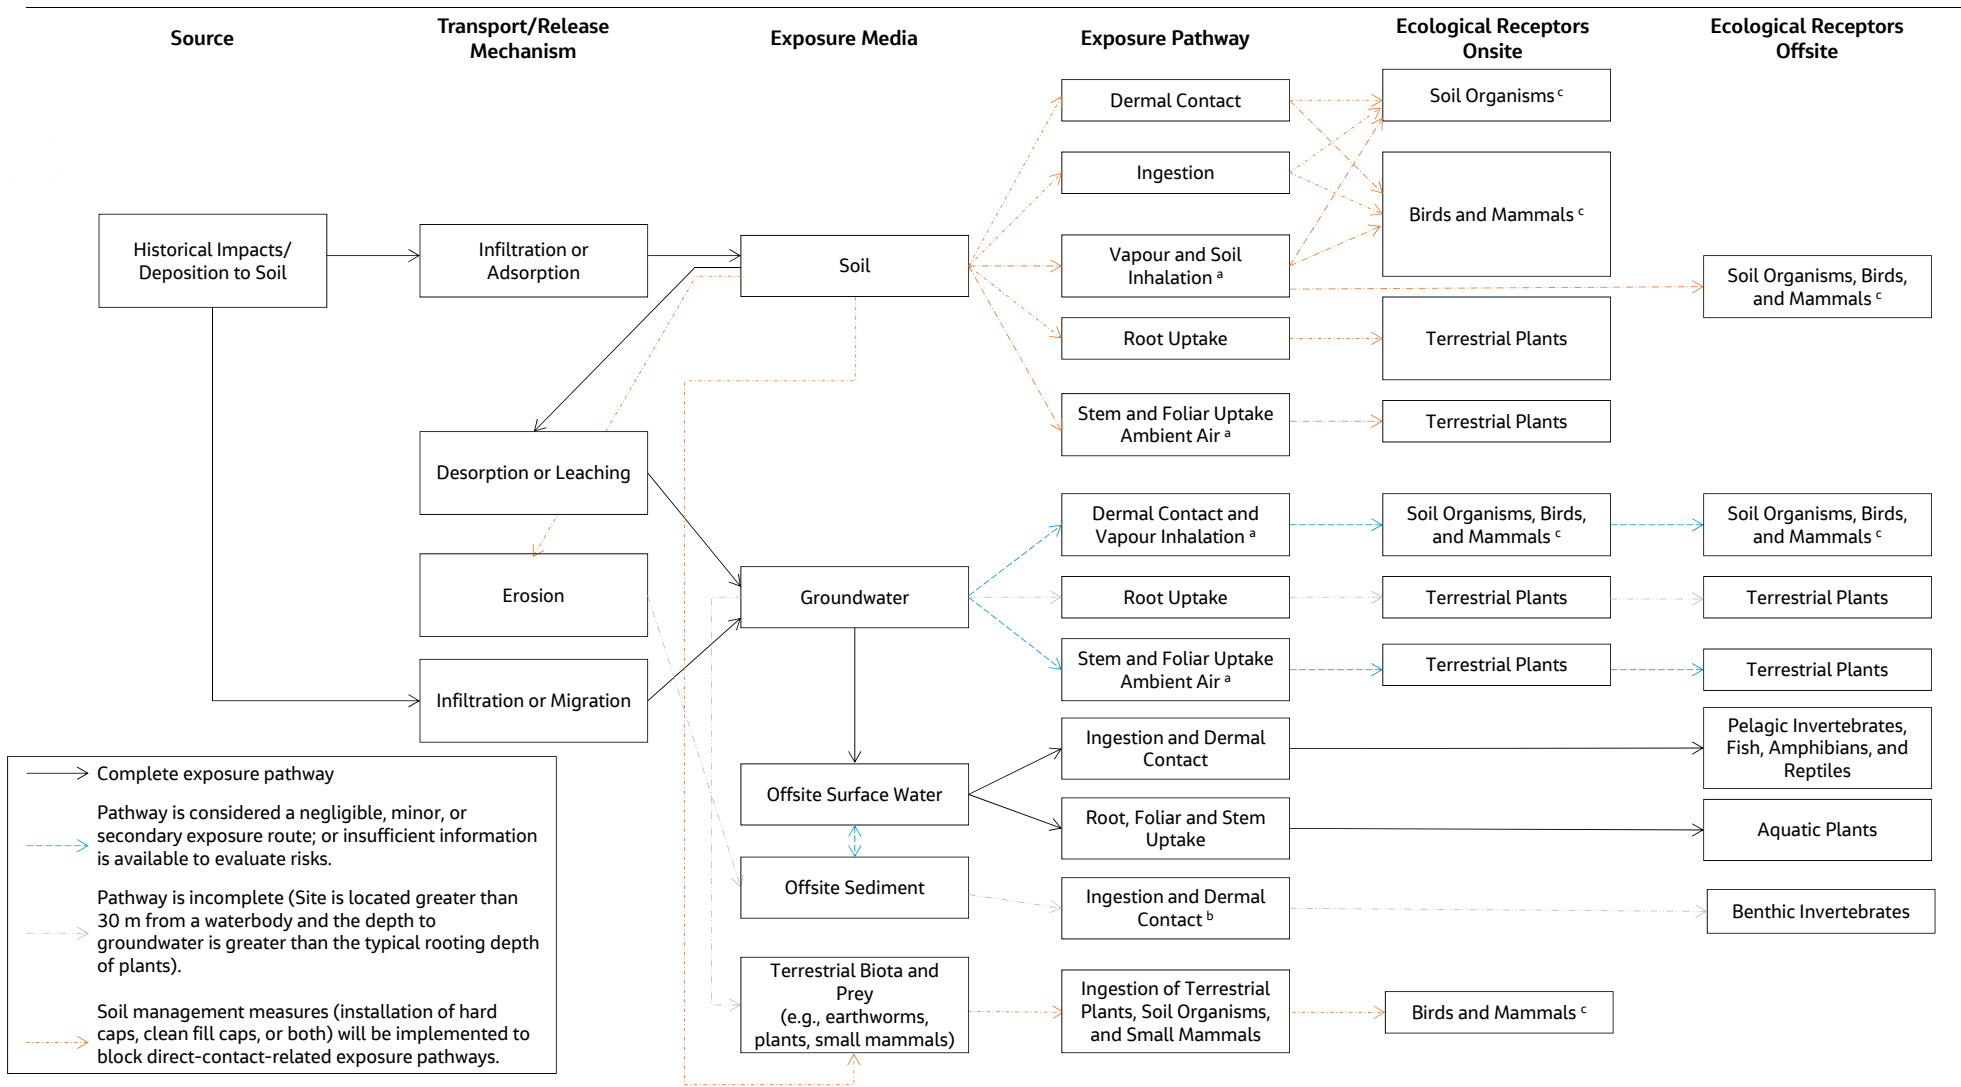 Source
Transport/Release
Mechanism
Exposure Media
Exposure Pathway
Ecological Receptors
Onsite
Ecological Receptors
Offsite
Historical Impacts/
Deposition to Soil
Infiltration or
Adsorption
Desorption or Leaching
Erosion
Infiltration or Migration
Soil
Groundwater
Offsite Surface Water
Offsite Sediment
Terrestrial Biota and
Prey
(e.g., earthworms,
plants, small mammals)
Dermal Contact
Ingestion
Vapour and Soil
Inhalation ᵃ
Root Uptake
Stem and Foliar Uptake
Ambient Air ᵃ
Dermal Contact and
Vapour Inhalation ᵃ
Root Uptake
Stem and Foliar Uptake
Ambient Air ᵃ
Ingestion and Dermal
Contact
Root, Foliar and Stem
Uptake
Ingestion and Dermal
Contact ᵇ
Ingestion of Terrestrial
Plants, Soil Organisms,
and Small Mammals
Soil Organisms ᶜ
Birds and Mammals ᶜ
Terrestrial Plants
Terrestrial Plants
Soil Organisms, Birds,
and Mammals ᶜ
Terrestrial Plants
Terrestrial Plants
Birds and Mammals ᶜ
Soil Organisms, Birds,
and Mammals ᶜ
Soil Organisms, Birds,
and Mammals ᶜ
Terrestrial Plants
Terrestrial Plants
Pelagic Invertebrates,
Fish, Amphibians, and
Reptiles
Aquatic Plants
Benthic Invertebrates
Complete exposure pathway
Pathway is considered a negligible, minor, or
secondary exposure route; or insufficient information
is available to evaluate risks.
Pathway is incomplete (Site is located greater than
30 m from a waterbody and the depth to
groundwater is greater than the typical rooting depth
of plants).
Soil management measures (installation of hard
caps, clean fill caps, or both) will be implemented to
block direct-contact-related exposure pathways.